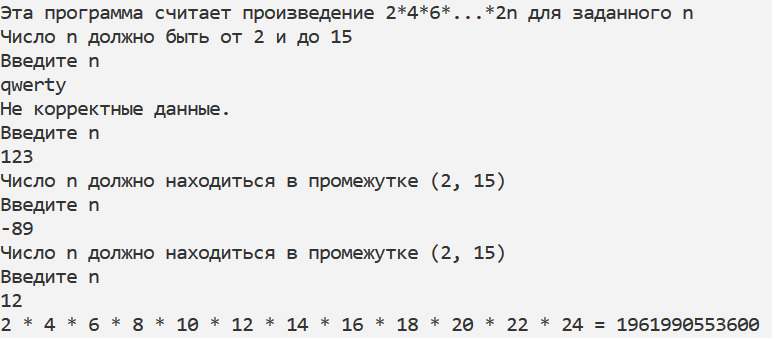 Эта программа считает произведение 2*4*6*...*2n для заданного n
Число n должно быть от 2 и до 15
Введите n
qwerty
Не корректные данные.
Введите n
123
Число n должно находиться в промежутке (2, 15)
Введите n
-89
Число n должно находиться в промежутке (2, 15)
Введите n
12
2 * 4 * 6 * 8 * 10 * 12 * 14 * 16 * 18 * 20 * 22 * 24 = 1961990553600